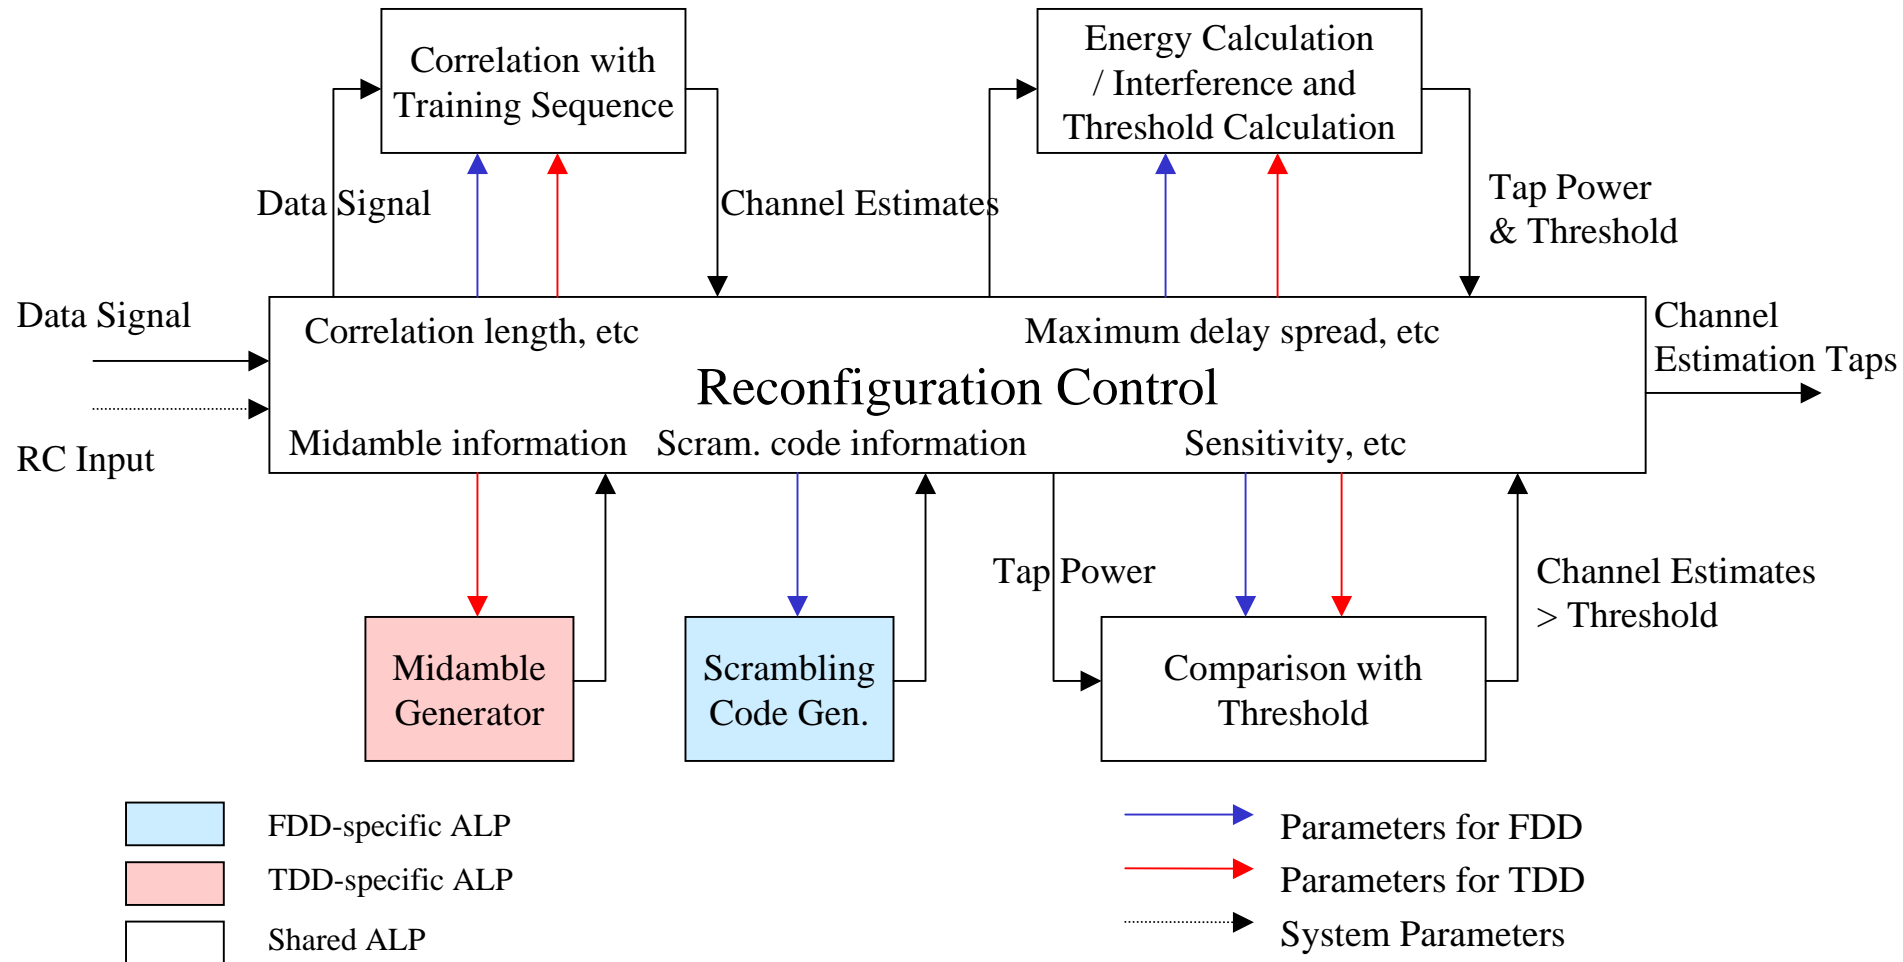 Correlation with
Training Sequence
Energy Calculation
/ Interference and
Threshold Calculation
Data Signal
Channel Estimates
Tap Power
& Threshold
Data Signal
RC Input
Correlation length, etc
Maximum delay spread, etc
Reconfiguration Control
Midamble information
Scram. code information
Sensitivity, etc
Channel
Estimation Taps
Tap Power
Channel Estimates
> Threshold
Midamble
Generator
Scrambling
Code Gen.
Comparison with
Threshold
FDD-specific ALP
TDD-specific ALP
Shared ALP
Parameters for FDD
Parameters for TDD
System Parameters